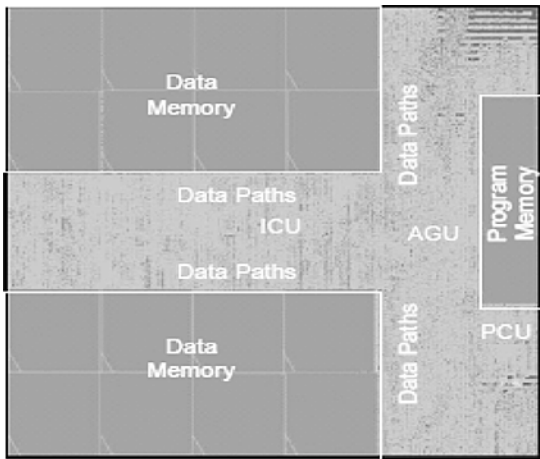 Data
Memory
Data Paths
Data Paths
ICU
AGU
Program
Memory
Data Paths
PCU
Data
Memory
Data Paths